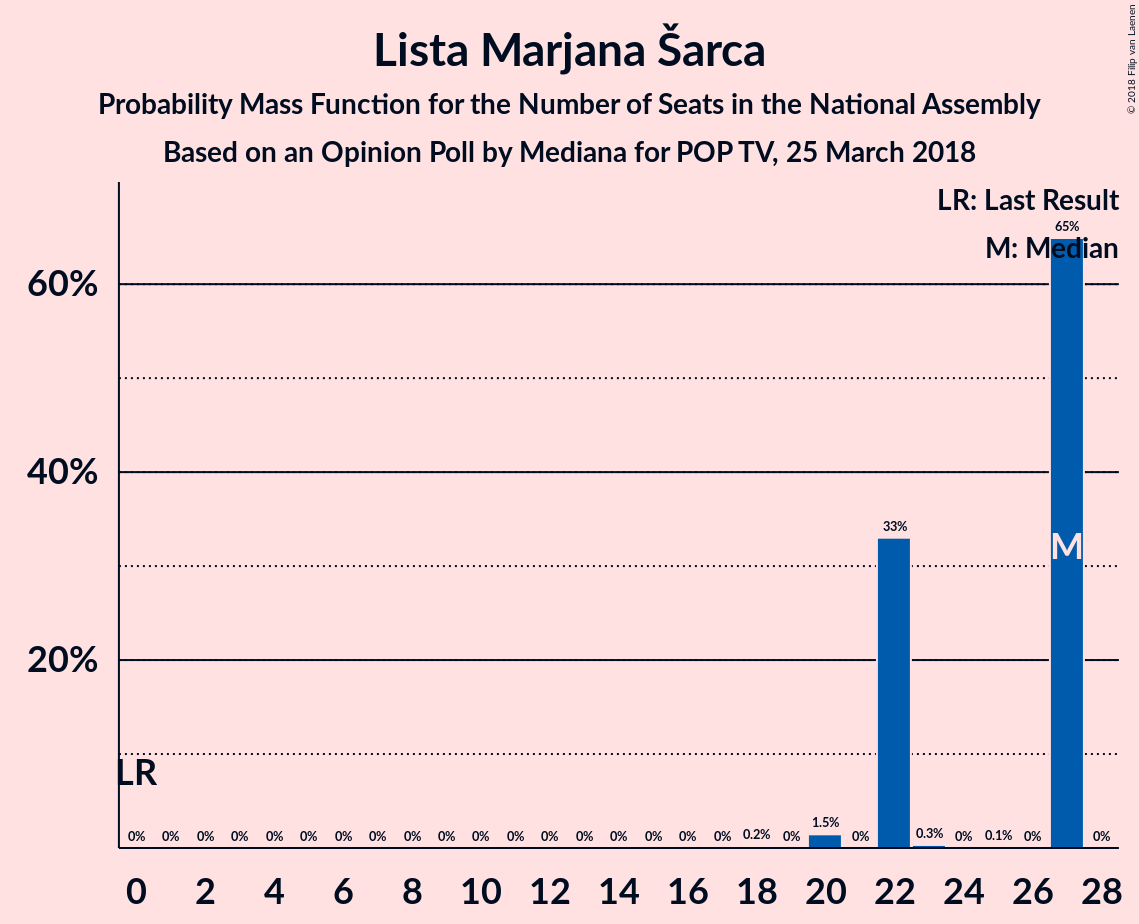 Lista Marjana Šarca
Probability Mass Function for the Number of Seats in the National Assembly
Based on an Opinion Poll by Mediana for POP TV, 25 March 2018
© 2018 Filip van Laenen
LR: Last Result
M: Median
60%
40%
20%
LR
M
0% 0% 0% 0% 0% 0% 0% 0% 0% 0% 0% 0% 0% 0% 0% 0% 0% 0% 0.2% 0% 1.5% 0% 33% 0.3% 0% 0.1% 0% 65% 0%
0 2 4 6 8 10 12 14 16 18 20 22 24 26 28